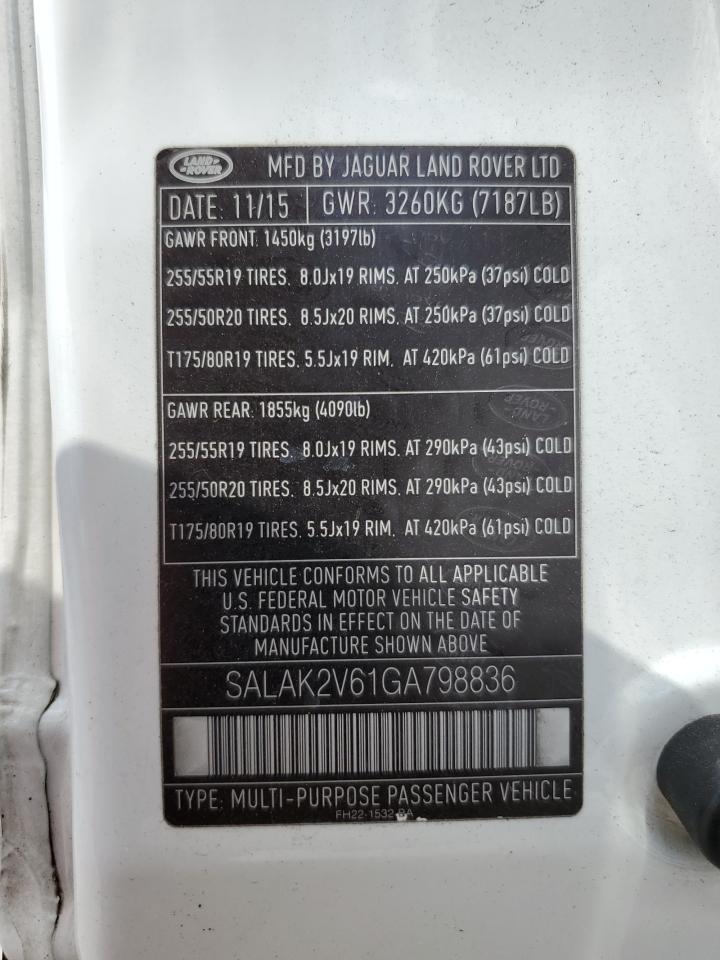 LAND ROVER
MFD BY JAGUAR LAND ROVER LTD
DATE: 11/15 GWR: 3260KG (7187LB)
GAWR FRONT. 1450kg (3197lb)
255/55R19 TIRES. 8.0Jx19 RIMS. AT 250kPa (37psi) COLD
255/50R20 TIRES. 8.5Jx20 RIMS. AT 250kPa (37psi) COLD
T175/80R19 TIRES. 5.5Jx19 RIM. AT 420kPa (61psi) COLD
GAWR REAR. 1855kg (4090lb)
255/55R19 TIRES. 8.0Jx19 RIMS. AT 290kPa (43psi) COLD
255/50R20 TIRES. 8.5Jx20 RIMS. AT 290kPa (43psi) COLD
T175/80R19 TIRES. 5.5Jx19 RIM. AT 420kPa (61psi) COLD
THIS VEHICLE CONFORMS TO ALL APPLICABLE
U.S. FEDERAL MOTOR VEHICLE SAFETY
STANDARDS IN EFFECT ON THE DATE OF
MANUFACTURE SHOWN ABOVE
SALAK2V61GA798836
TYPE: MULTI-PURPOSE PASSENGER VEHICLE
FH22-1532